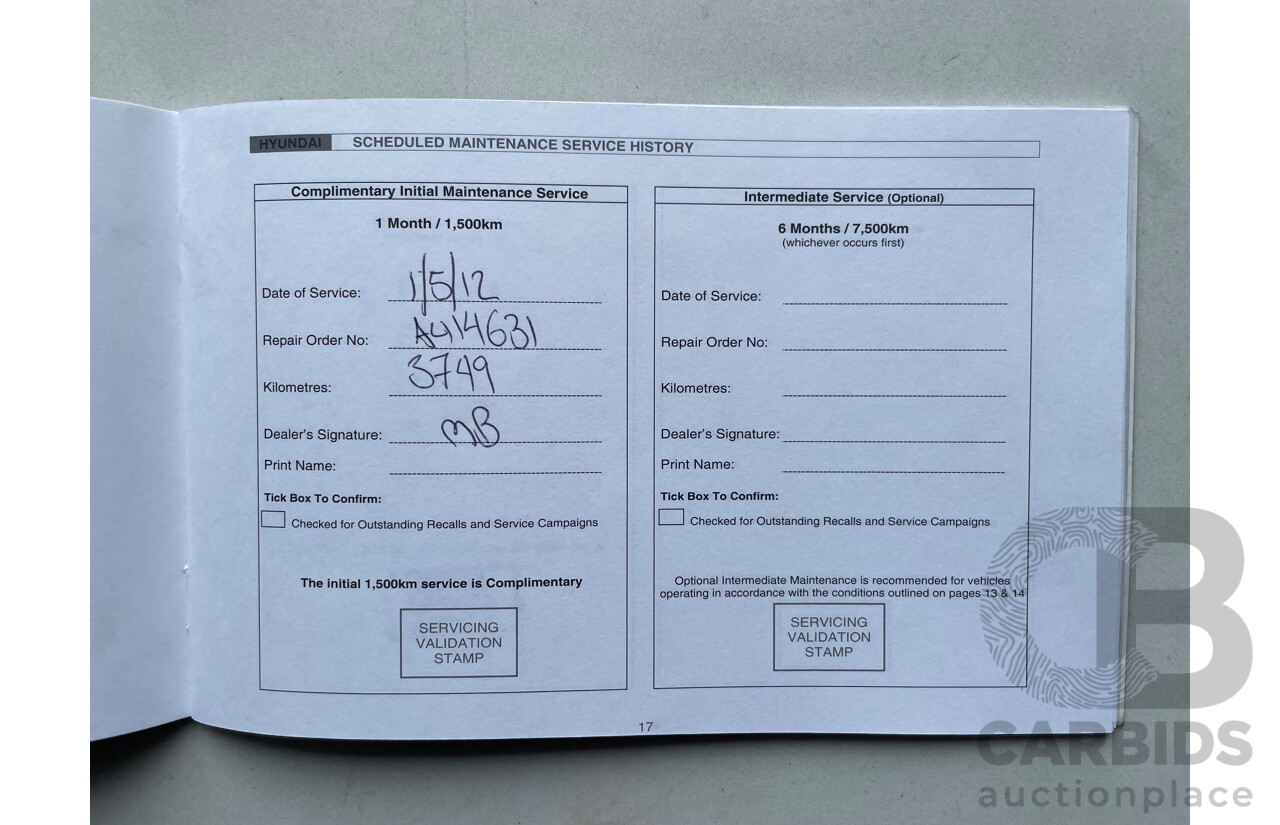 HYUNDAI SCHEDULED MAINTENANCE SERVICE HISTORY
Complimentary Initial Maintenance Service
1 Month / 1,500km
Date of Service: 1/5/12
Repair Order No: A414631
Kilometres: 3749
Dealer's Signature: MB
Print Name:
Tick Box To Confirm:
Checked for Outstanding Recalls and Service Campaigns
The initial 1,500km service is Complimentary
SERVICING
VALIDATION
STAMP
Intermediate Service (Optional)
6 Months / 7,500km
(whichever occurs first)
Date of Service:
Repair Order No:
Kilometres:
Dealer's Signature:
Print Name:
Tick Box To Confirm:
Checked for Outstanding Recalls and Service Campaigns
Optional Intermediate Maintenance is recommended for vehicles
operating in accordance with the conditions outlined on pages 13 & 14
SERVICING
VALIDATION
STAMP
17
CB
CARBIDS
auctionplace